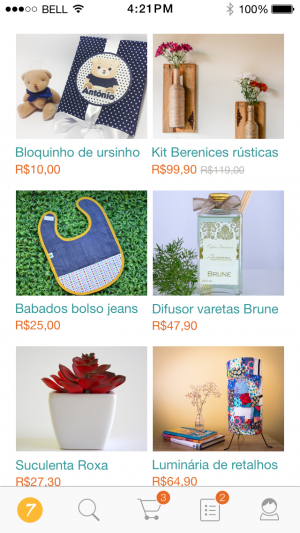 BELL 4:21PM 100%
Antônio
Bloquinho de ursinho
R$10,00
Kit Berenices rústicas
R$99,90 R$119,00
BRUNE
Babados bolso jeans
R$25,00
Difusor varetas Brune
R$47,90
Suculenta Roxa
R$27,30
Luminária de retalhos
R$64,90
7
3
2